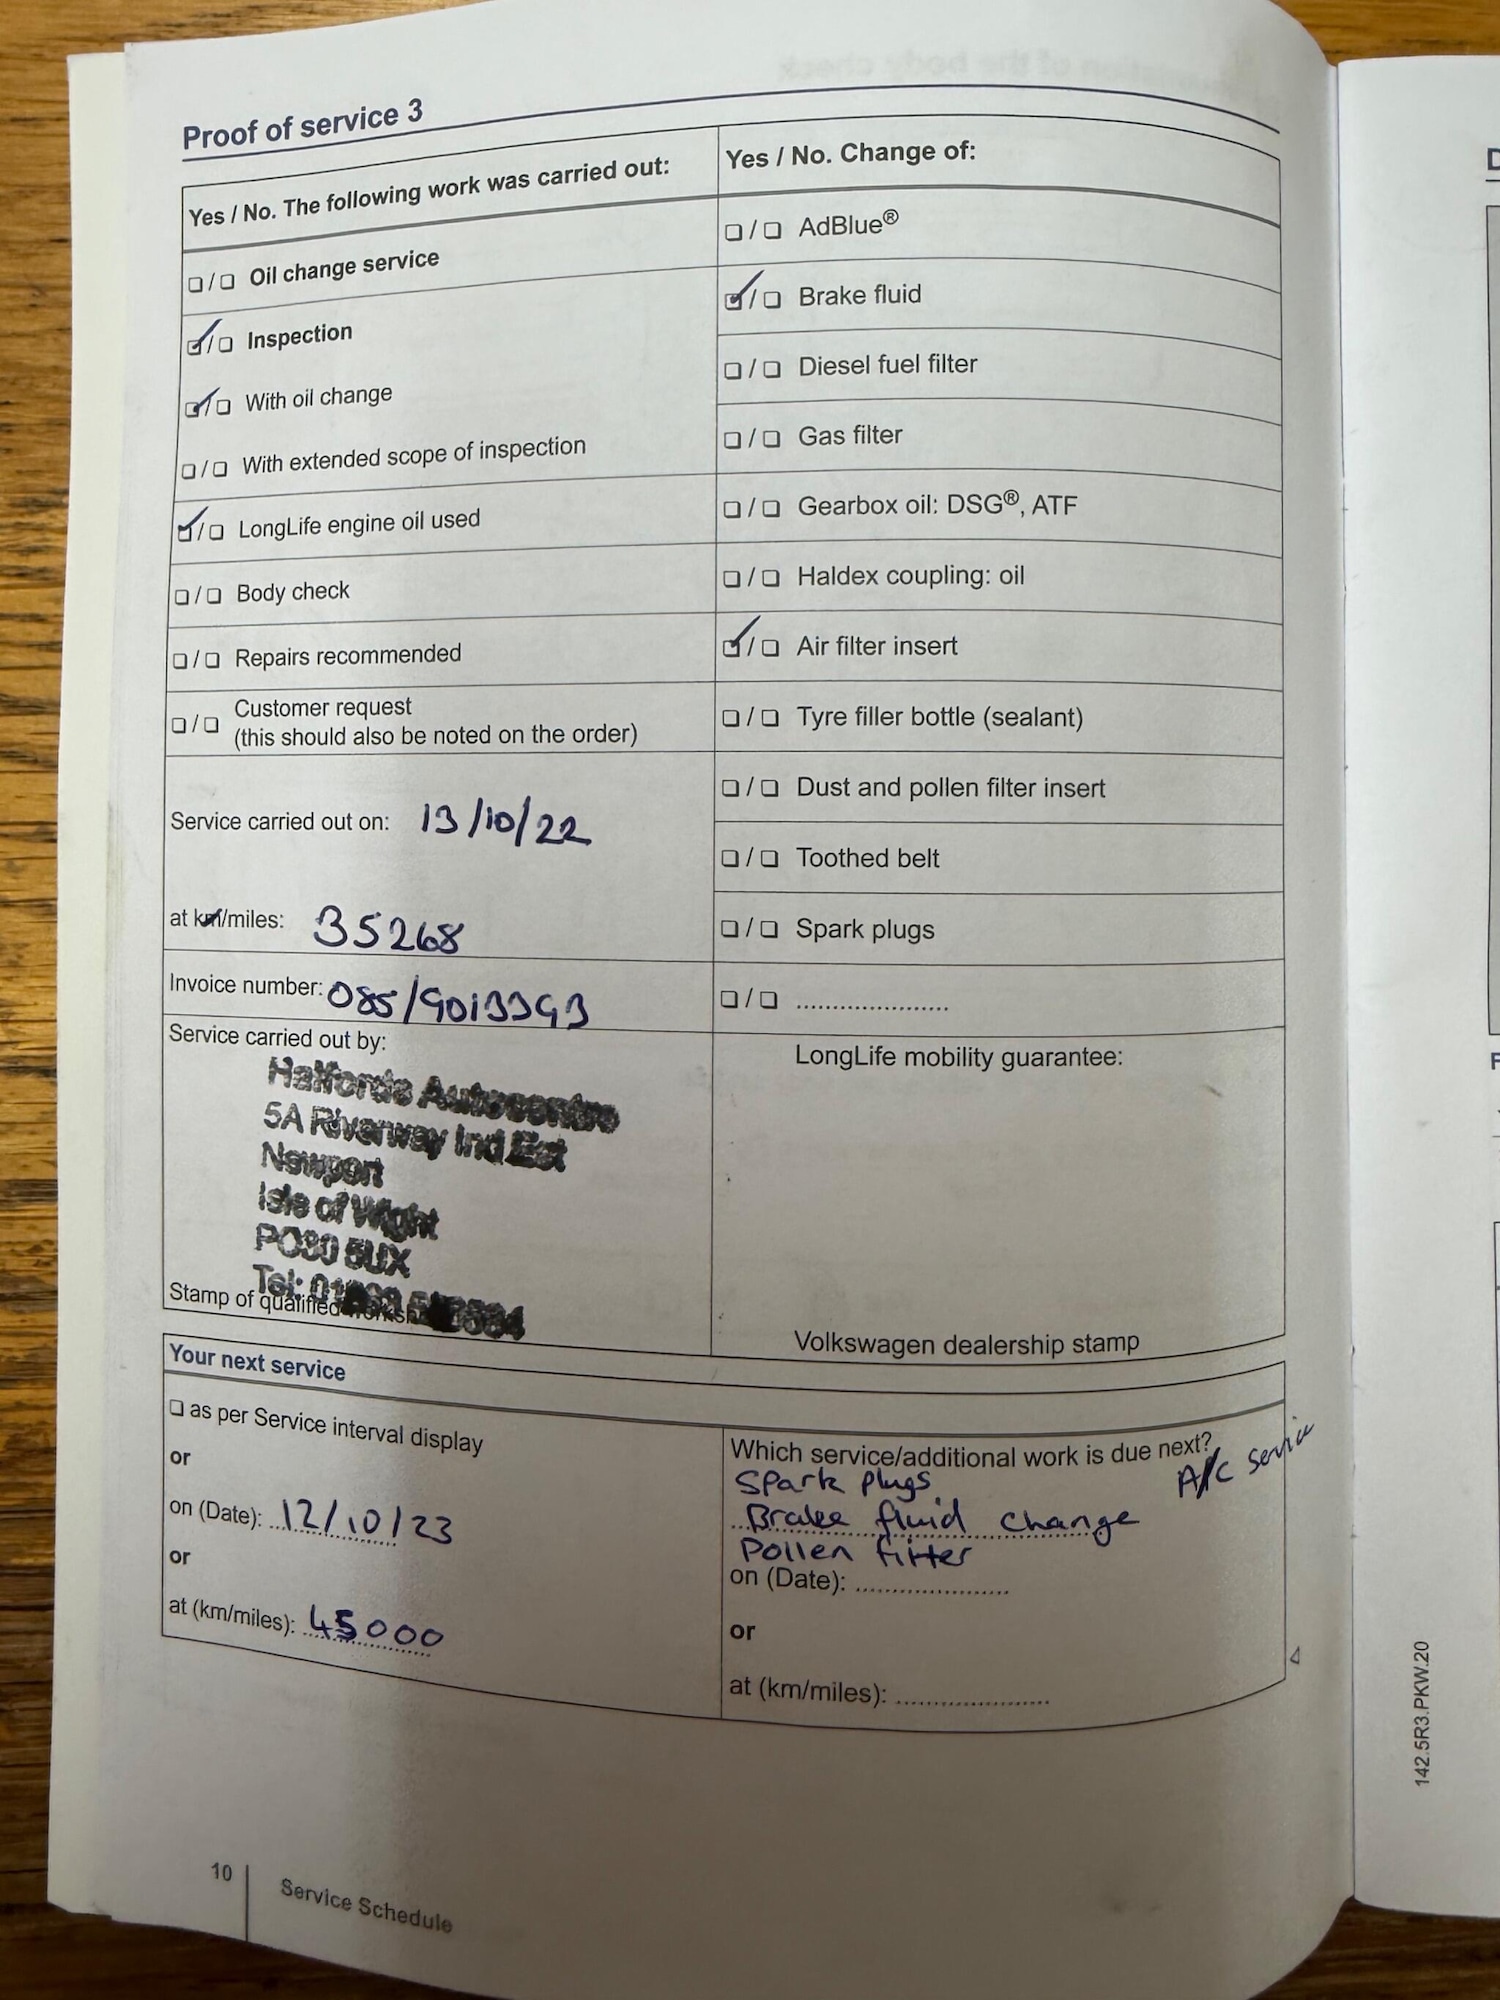 Proof of service 3
Yes / No. The following work was carried out:
❏ / ❏ Oil change service
☑ / ❏ Inspection
☑ / ❏ With oil change
❏ / ❏ With extended scope of inspection
☑ / ❏ LongLife engine oil used
❏ / ❏ Body check
❏ / ❏ Repairs recommended
❏ / ❏ Customer request
(this should also be noted on the order)
Service carried out on: 13/10/22
at km/miles: 35268
Invoice number: 085/9013393
Service carried out by:
Halfords Autocentre
5A Riverway Ind Est
Newport
Isle of Wight
PO30 5UX
Tel:
Stamp of qualified
Yes / No. Change of:
❏ / ❏ AdBlue®
☑ / ❏ Brake fluid
❏ / ❏ Diesel fuel filter
❏ / ❏ Gas filter
❏ / ❏ Gearbox oil: DSG®, ATF
❏ / ❏ Haldex coupling: oil
☑ / ❏ Air filter insert
❏ / ❏ Tyre filler bottle (sealant)
❏ / ❏ Dust and pollen filter insert
❏ / ❏ Toothed belt
❏ / ❏ Spark plugs
❏ / ❏ ......................
LongLife mobility guarantee:
Volkswagen dealership stamp
Your next service
❏ as per Service interval display
or
on (Date): 12/10/23
or
at (km/miles): 45000
Which service/additional work is due next?
A/C service
Spark plugs
Brake fluid change
Pollen filter
on (Date): ......................
or
at (km/miles): ......................
10
Service Schedule
142.5R3.PKW.20